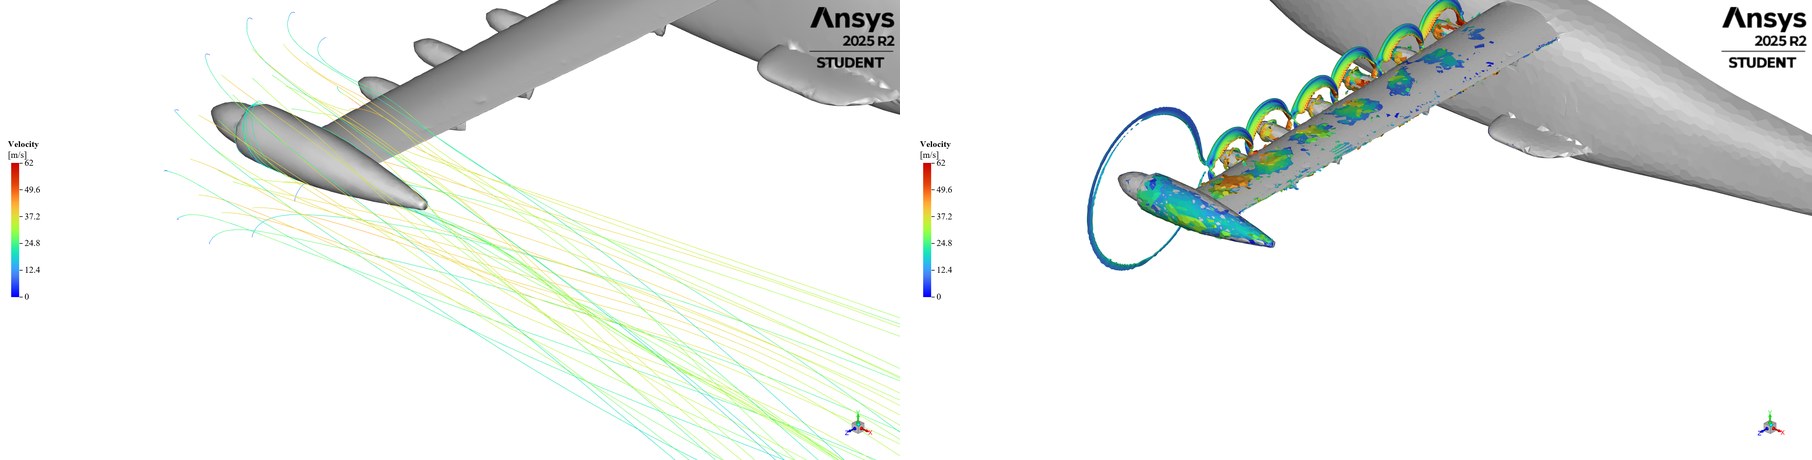 Ansys
2025 R2
STUDENT
Velocity
[m/s]
62
49.6
37.2
24.8
12.4
0
Y
Z
X
Ansys
2025 R2
STUDENT
Velocity
[m/s]
62
49.6
37.2
24.8
12.4
0
Y
Z
X